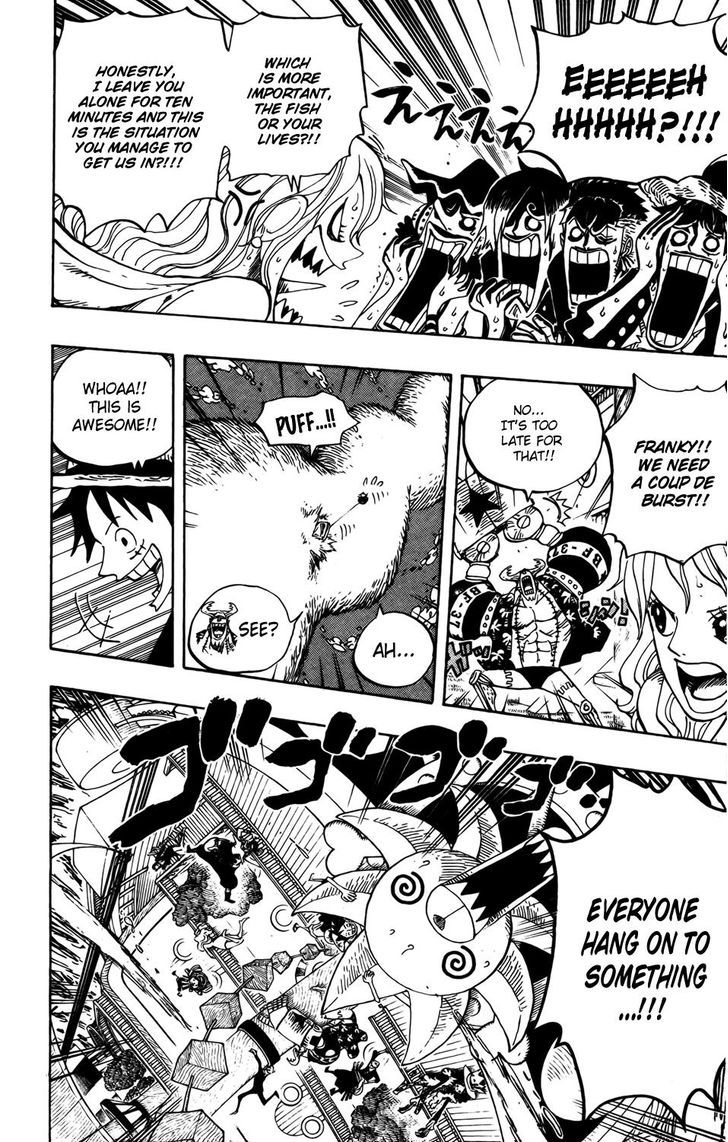 EEEEEEH
HHHHH?!!!
えええぇ
WHICH
IS MORE
IMPORTANT,
THE FISH
OR YOUR
LIVES?!!
HONESTLY,
I LEAVE YOU
ALONE FOR TEN
MINUTES AND THIS
IS THE SITUATION
YOU MANAGE TO
GET US IN?!!!
FRANKY!!
WE NEED
A COUP DE
BURST!!
NO...
IT'S TOO
LATE FOR
THAT!!
BF-37
BF-37
PUFF...!!
SEE?
AH...
WHOAA!!
THIS IS
AWESOME!!
ゴゴゴゴゴ
EVERYONE
HANG ON TO
SOMETHING
...!!!